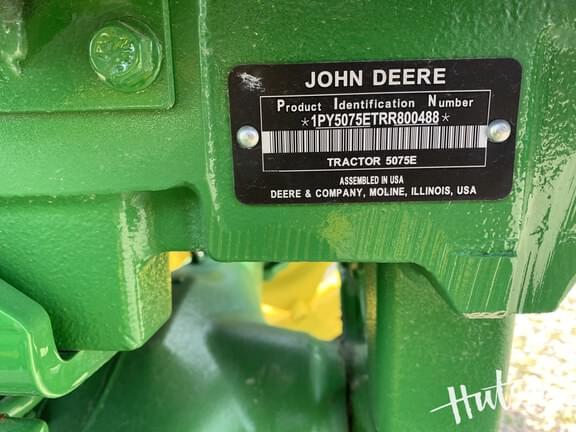 JOHN DEERE
Product Identification Number
*1PY5075ETRR800488*
TRACTOR 5075E
ASSEMBLED IN USA
DEERE & COMPANY, MOLINE, ILLINOIS, USA